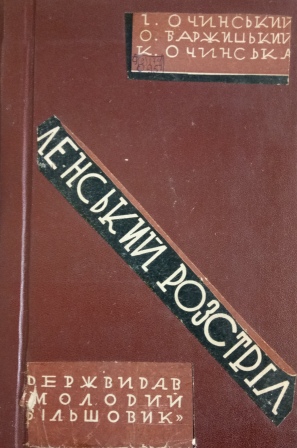 І. ОЧИНСЬКИЙ
О. ВАРЖИЦЬКИЙ
К. ОЧИНСЬКА
ЛЕНСЬКИЙ РОЗСТРІЛ
ДЕРЖВИДАВ
«МОЛОДИЙ
БІЛЬШОВИК»